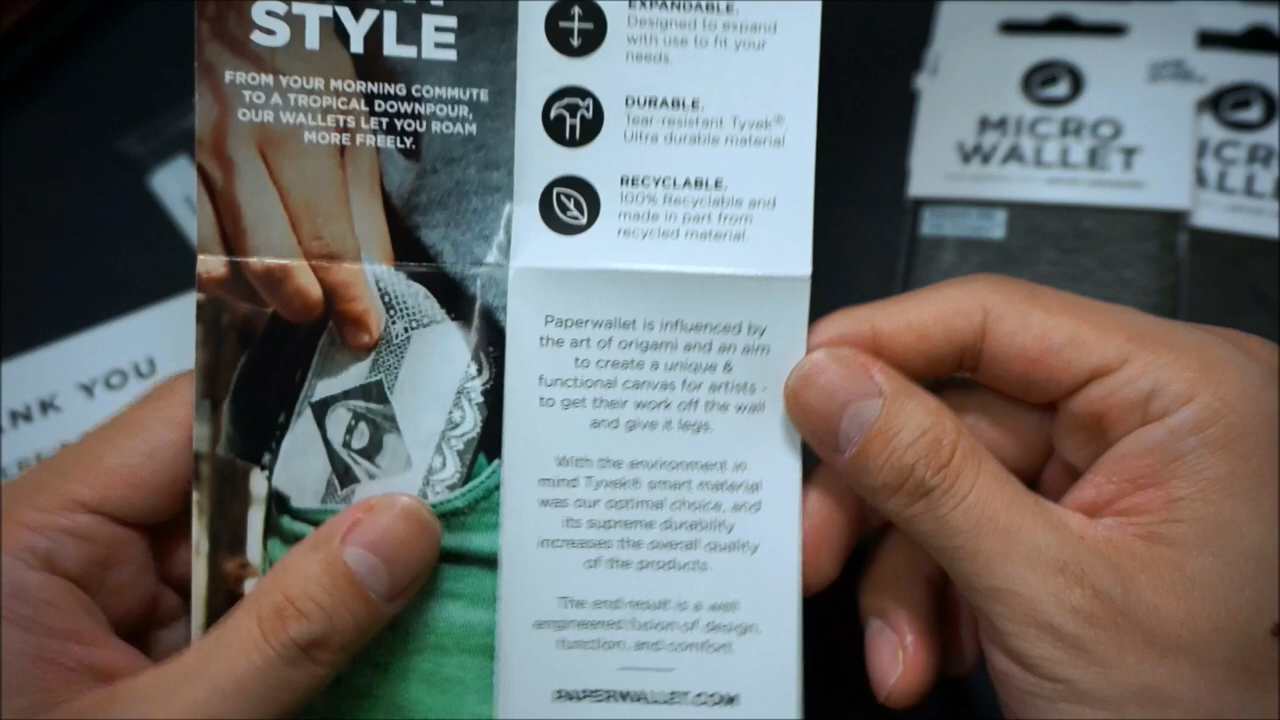 STYLE
FROM YOUR MORNING COMMUTE
TO A TROPICAL DOWNPOUR,
OUR WALLETS LET YOU ROAM
MORE FREELY.
EXPANDABLE.
Designed to expand
with use to fit your
needs.
DURABLE.
Tear-resistant Tyvek®.
Ultra durable material.
RECYCLABLE.
100% Recyclable and
made in part from
recycled material.
Paperwallet is influenced by
the art of origami and an aim
to create a unique &
functional canvas for artists -
to get their work off the wall
and give it legs.
With the environment in
mind Tyvek® smart material
was our optimal choice, and
its supreme durability
increases the overall quality
of the products.
The end result is a well
engineered fusion of design,
function, and comfort.
PAPERWALLET.COM
MICRO
WALLET
ICR
ALLE
ANK YOU